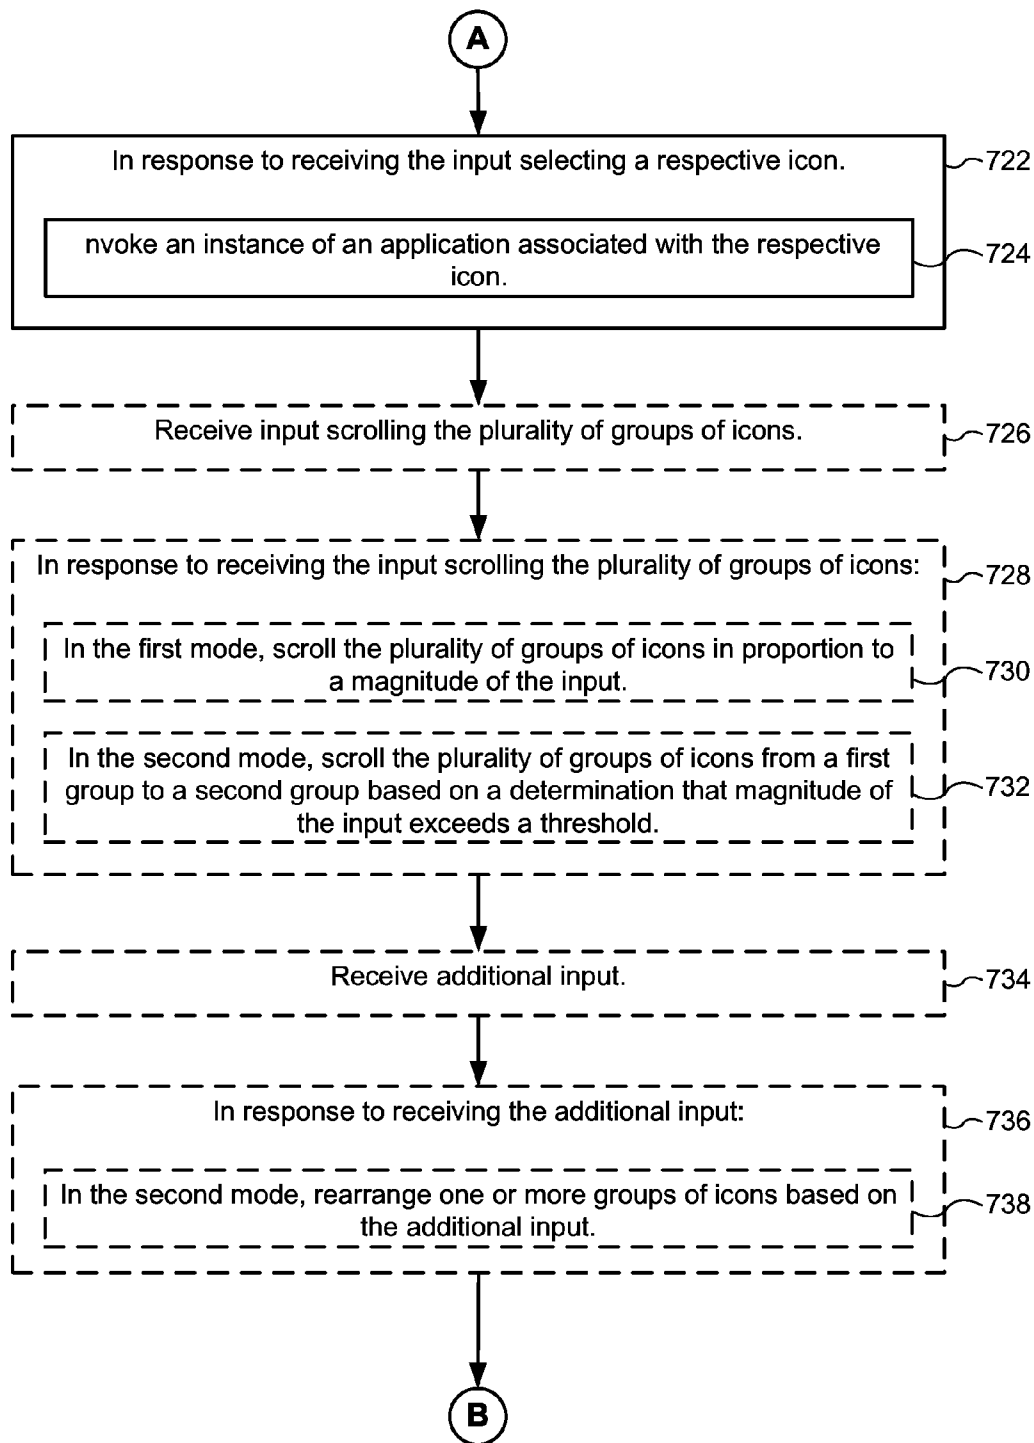 A
In response to receiving the input selecting a respective icon.
722
nvoke an instance of an application associated with the respective
icon.
724
Receive input scrolling the plurality of groups of icons.
726
In response to receiving the input scrolling the plurality of groups of icons:
728
In the first mode, scroll the plurality of groups of icons in proportion to
a magnitude of the input.
730
In the second mode, scroll the plurality of groups of icons from a first
group to a second group based on a determination that magnitude of
the input exceeds a threshold.
732
Receive additional input.
734
In response to receiving the additional input:
736
In the second mode, rearrange one or more groups of icons based on
the additional input.
738
B